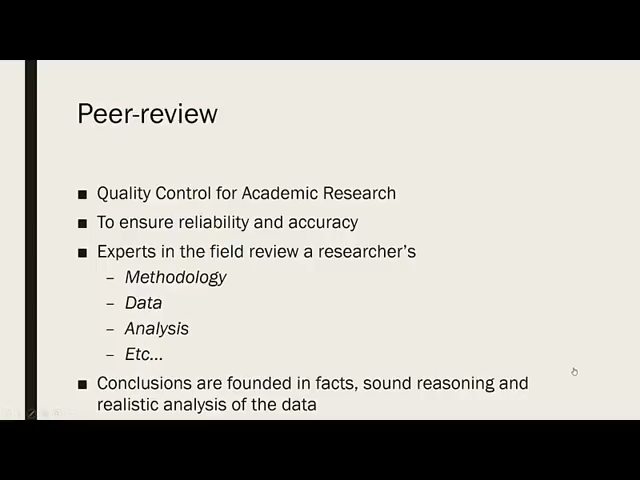 Peer-review
■ Quality Control for Academic Research
■ To ensure reliability and accuracy
■ Experts in the field review a researcher's
– Methodology
– Data
– Analysis
– Etc...
■ Conclusions are founded in facts, sound reasoning and
realistic analysis of the data